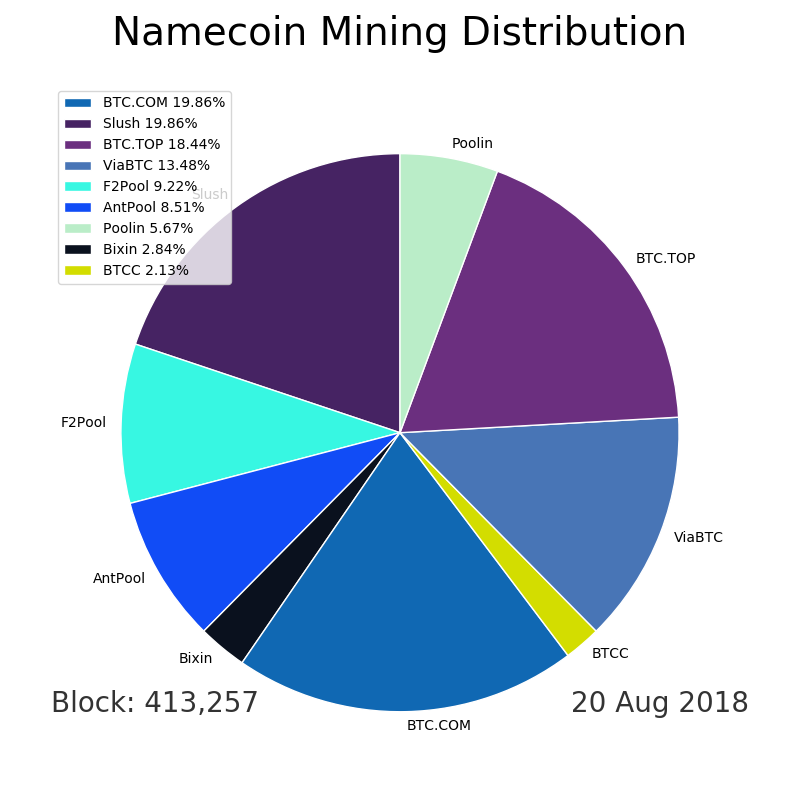 Namecoin Mining Distribution
BTC.COM 19.86%
Slush 19.86%
BTC.TOP 18.44%
ViaBTC 13.48%
F2Pool 9.22%
AntPool 8.51%
Poolin 5.67%
Bixin 2.84%
BTCC 2.13%
Poolin
Slush
BTC.TOP
F2Pool
ViaBTC
AntPool
BTCC
Bixin
Block: 413,257
20 Aug 2018
BTC.COM